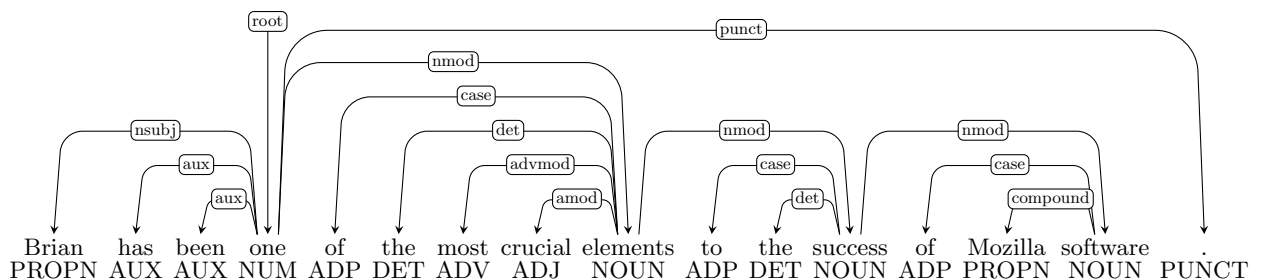 root
punct
nmod
case
nsubj det nmod nmod
aux advmod case case
aux amod det compound
Brian has been one of the most crucial elements to the success of Mozilla software .
PROPN AUX AUX NUM ADP DET ADV ADJ NOUN ADP DET NOUN ADP PROPN NOUN PUNCT